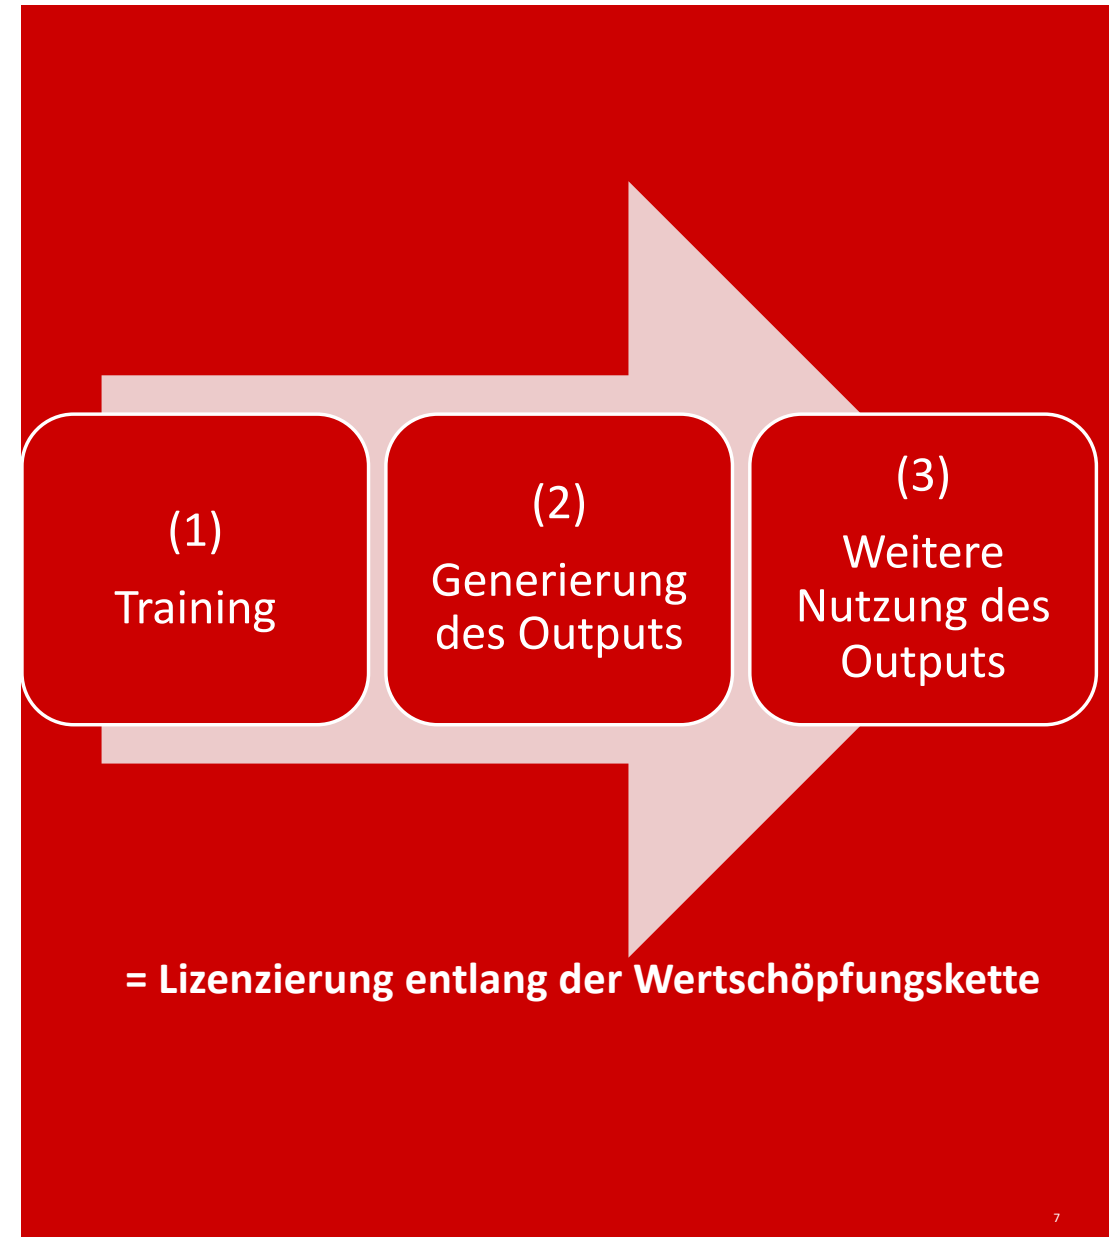 (1)
Training
(2)
Generierung
des Outputs
(3)
Weitere
Nutzung des
Outputs
= Lizenzierung entlang der Wertschöpfungskette
7